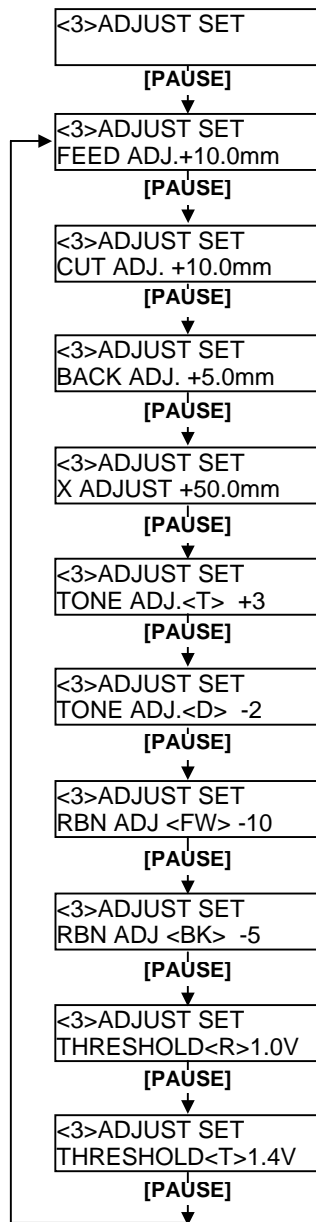 <3>ADJUST SET
[PAUSE]
<3>ADJUST SET
FEED ADJ.+10.0mm
[PAUSE]
<3>ADJUST SET
CUT ADJ. +10.0mm
[PAUSE]
<3>ADJUST SET
BACK ADJ. +5.0mm
[PAUSE]
<3>ADJUST SET
X ADJUST +50.0mm
[PAUSE]
<3>ADJUST SET
TONE ADJ.<T> +3
[PAUSE]
<3>ADJUST SET
TONE ADJ.<D> -2
[PAUSE]
<3>ADJUST SET
RBN ADJ <FW> -10
[PAUSE]
<3>ADJUST SET
RBN ADJ <BK> -5
[PAUSE]
<3>ADJUST SET
THRESHOLD<R>1.0V
[PAUSE]
<3>ADJUST SET
THRESHOLD<T>1.4V
[PAUSE]